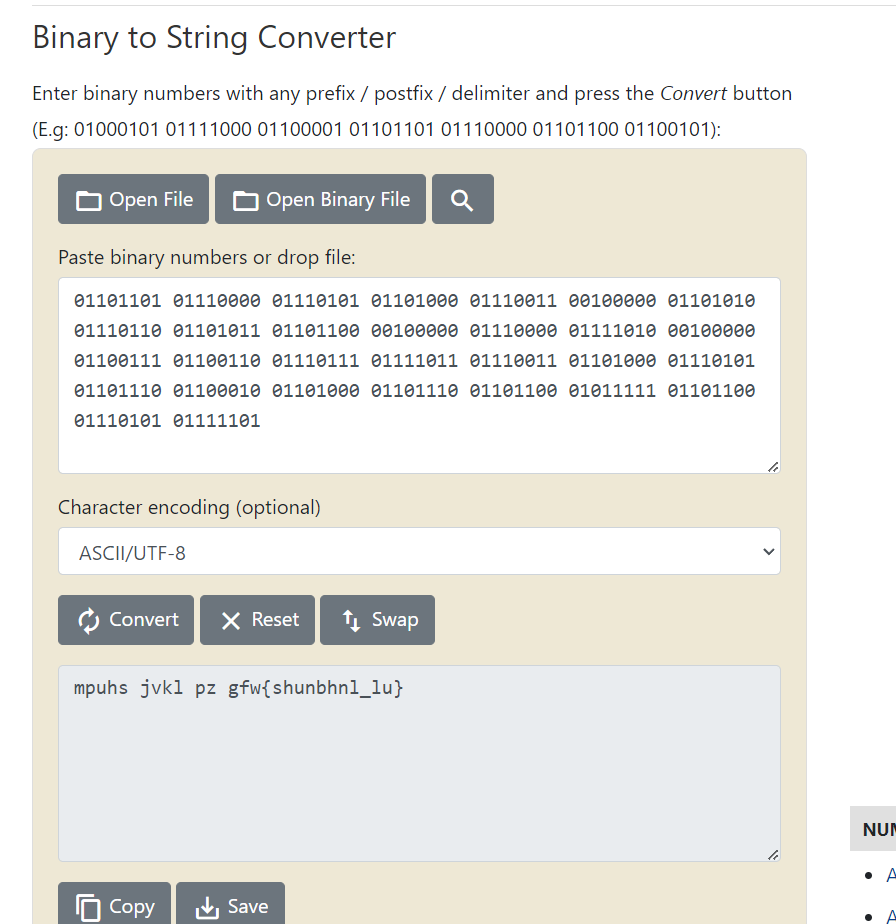 Binary to String Converter
Enter binary numbers with any prefix / postfix / delimiter and press the Convert button
(E.g: 01000101 01111000 01100001 01101101 01110000 01101100 01100101):
Open File Open Binary File
Paste binary numbers or drop file:
01101101 01110000 01110101 01101000 01110011 00100000 01101010
01110110 01101011 01101100 00100000 01110000 01111010 00100000
01100111 01100110 01110111 01111011 01110011 01101000 01110101
01101110 01100010 01101000 01101110 01101100 01011111 01101100
01110101 01111101
Character encoding (optional)
ASCII/UTF-8
Convert Reset Swap
mpuhs jvkl pz gfw{shunbhnl_lu}
NUM
A
A
Copy Save